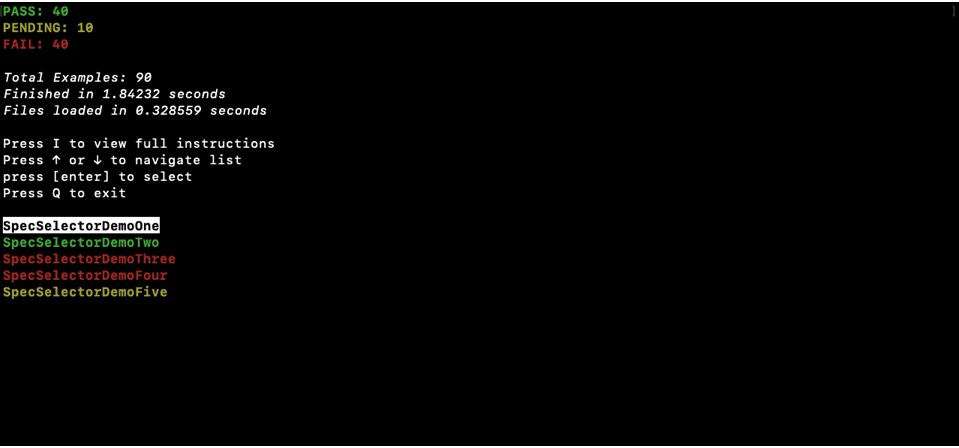 PASS: 40
PENDING: 10
FAIL: 40
Total Examples: 90
Finished in 1.84232 seconds
Files loaded in 0.328559 seconds
Press I to view full instructions
Press ↑ or ↓ to navigate list
press [enter] to select
Press Q to exit
SpecSelectorDemoOne
SpecSelectorDemoTwo
SpecSelectorDemoThree
SpecSelectorDemoFour
SpecSelectorDemoFive